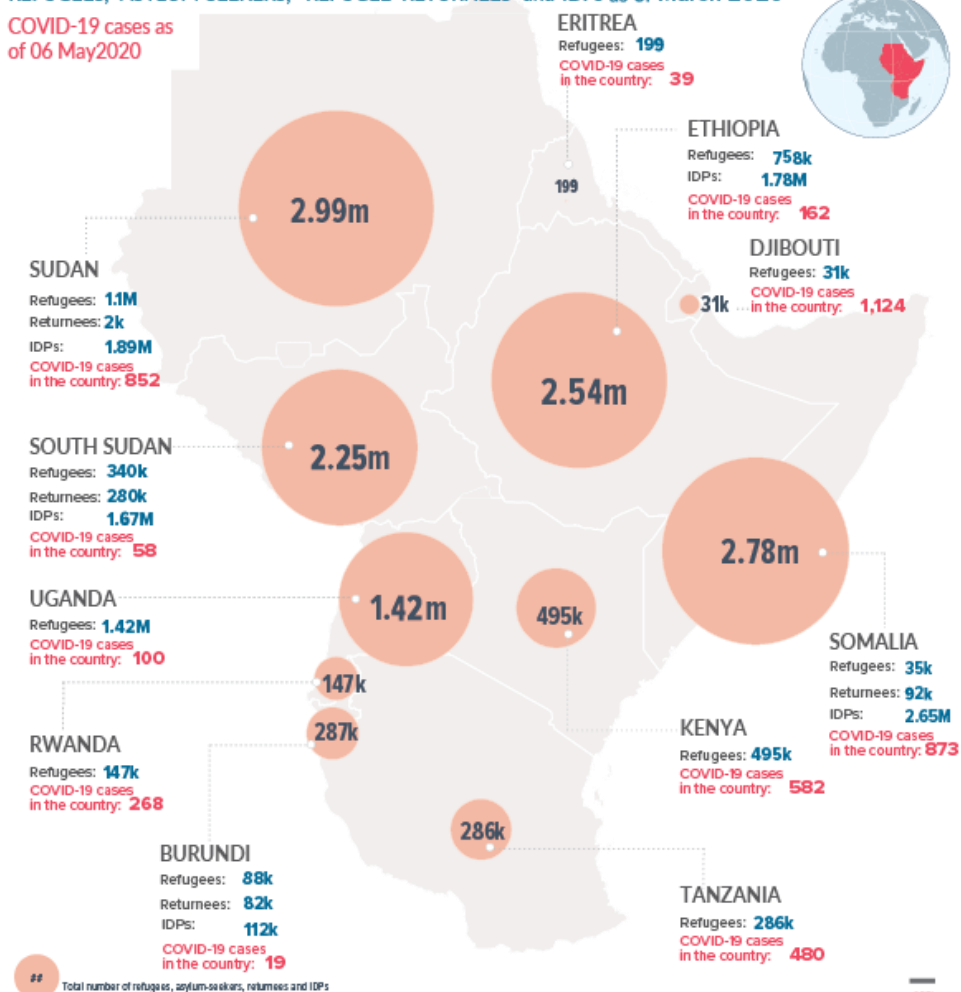 COVID-19 cases as
of 06 May2020
ERITREA
Refugees: 199
COVID-19 cases
in the country: 39
199
ETHIOPIA
Refugees: 758k
IDPs: 1.78M
COVID-19 cases
in the country: 162
2.54m
DJIBOUTI
Refugees: 31k
COVID-19 cases
in the country: 1,124
31k
2.99m
SUDAN
Refugees: 1.1M
Returnees: 2k
IDPs: 1.89M
COVID-19 cases
in the country: 852
SOUTH SUDAN
Refugees: 340k
Returnees: 280k
IDPs: 1.67M
COVID-19 cases
in the country: 58
2.25m
2.78m
UGANDA
Refugees: 1.42M
COVID-19 cases
in the country: 100
1.42m
495k
SOMALIA
Refugees: 35k
Returnees: 92k
IDPs: 2.65M
COVID-19 cases
in the country: 873
147k
287k
RWANDA
Refugees: 147k
COVID-19 cases
in the country: 268
KENYA
Refugees: 495k
COVID-19 cases
in the country: 582
286k
BURUNDI
Refugees: 88k
Returnees: 82k
IDPs: 112k
COVID-19 cases
in the country: 19
TANZANIA
Refugees: 286k
COVID-19 cases
in the country: 480
## Total number of refugees, asylum-seekers, returnees and IDPs